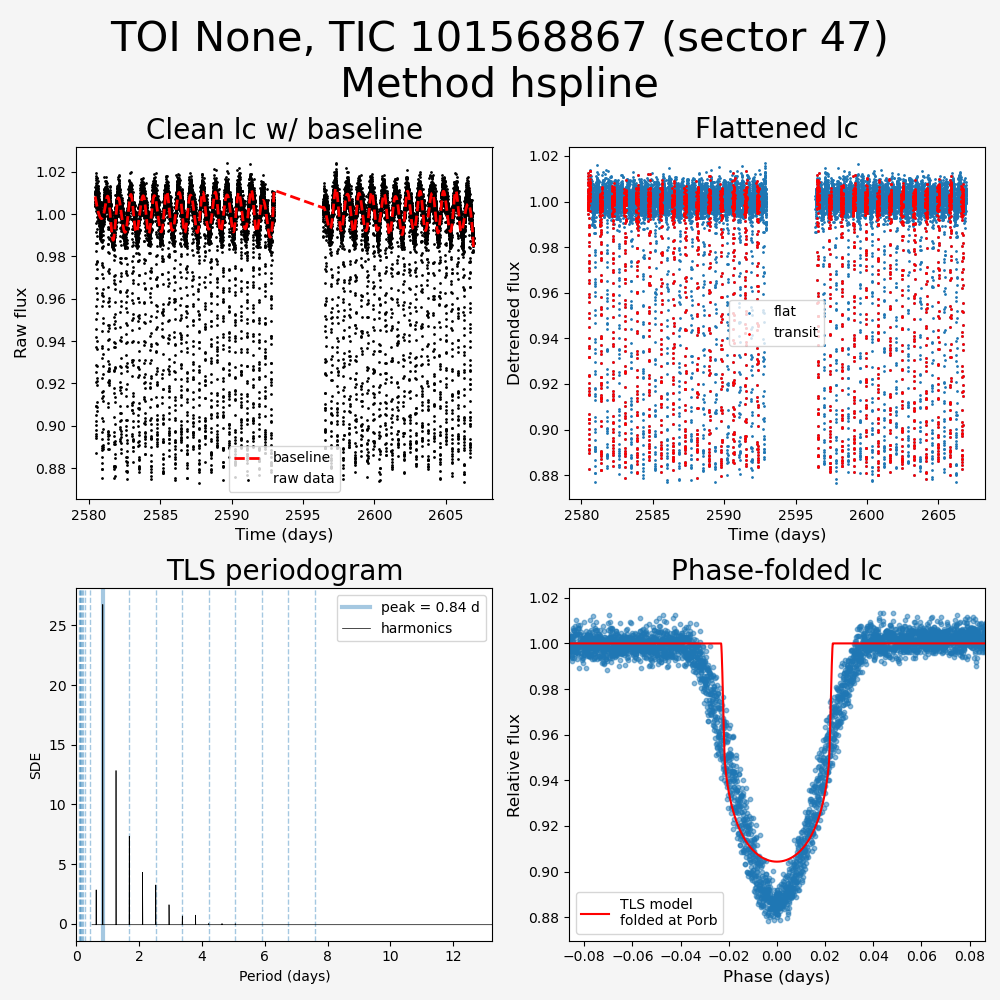 TOI None, TIC 101568867 (sector 47)
Method hspline
Clean lc w/ baseline
Raw flux
1.02
1.00
0.98
0.96
0.94
0.92
0.90
0.88
baseline
raw data
2580
2585
2590
2595
2600
2605
Time (days)
Flattened lc
Detrended flux
1.02
1.00
0.98
0.96
0.94
0.92
0.90
0.88
flat
transit
2580
2585
2590
2595
2600
2605
Time (days)
TLS periodogram
SDE
25
20
15
10
5
0
peak = 0.84 d
harmonics
0
2
4
6
8
10
12
Period (days)
Phase-folded lc
Relative flux
1.02
1.00
0.98
0.96
0.94
0.92
0.90
0.88
TLS model
folded at Porb
−0.08
−0.06
−0.04
−0.02
0.00
0.02
0.04
0.06
0.08
Phase (days)